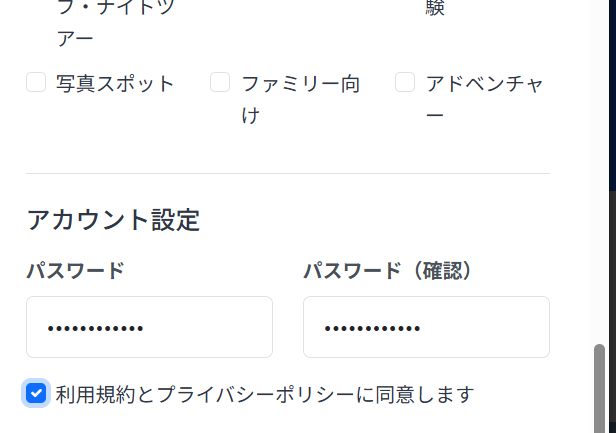 ブ・ナイトツ
アー
験
写真スポット
ファミリー向
け
アドベンチャ
ー
アカウント設定
パスワード
パスワード（確認）
••••••••••••
••••••••••••
利用規約とプライバシーポリシーに同意します